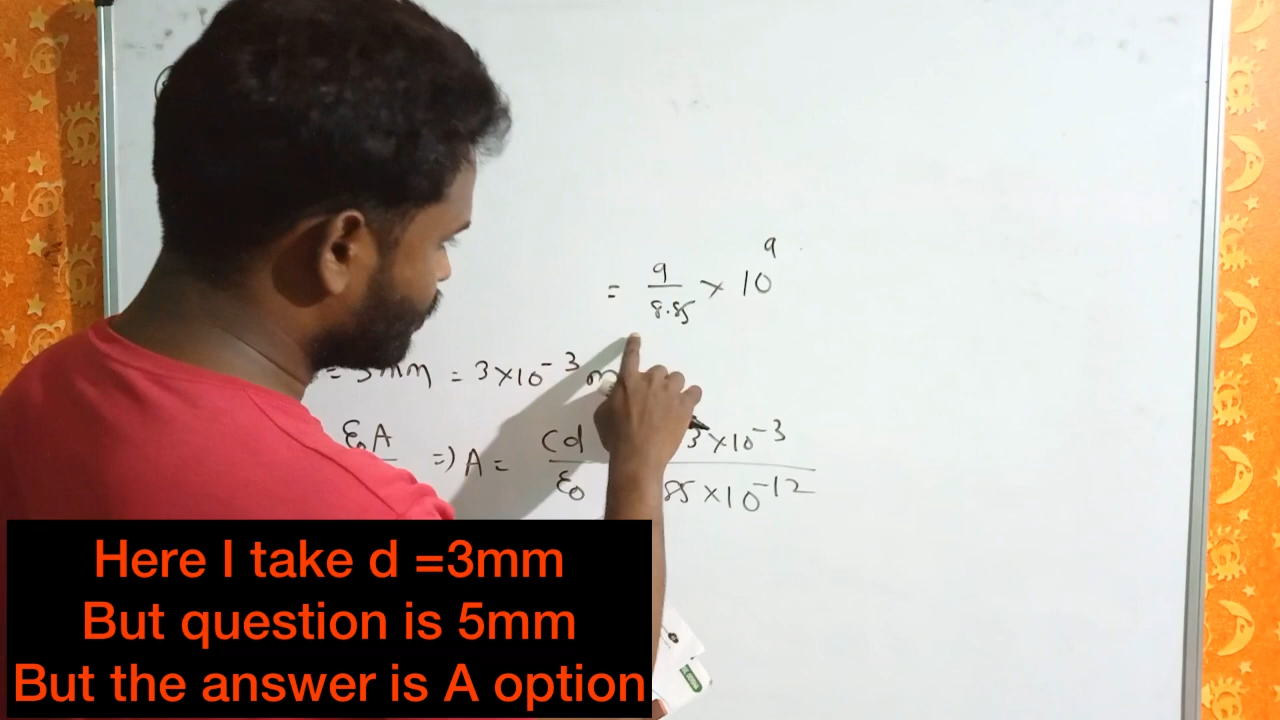 = 9/8.85 × 10^9
= 3mm = 3×10^-3 m
ε₀A => A = Cd/ε₀ 3×10^-3/85×10^-12
Here I take d =3mm
But question is 5mm
But the answer is A option